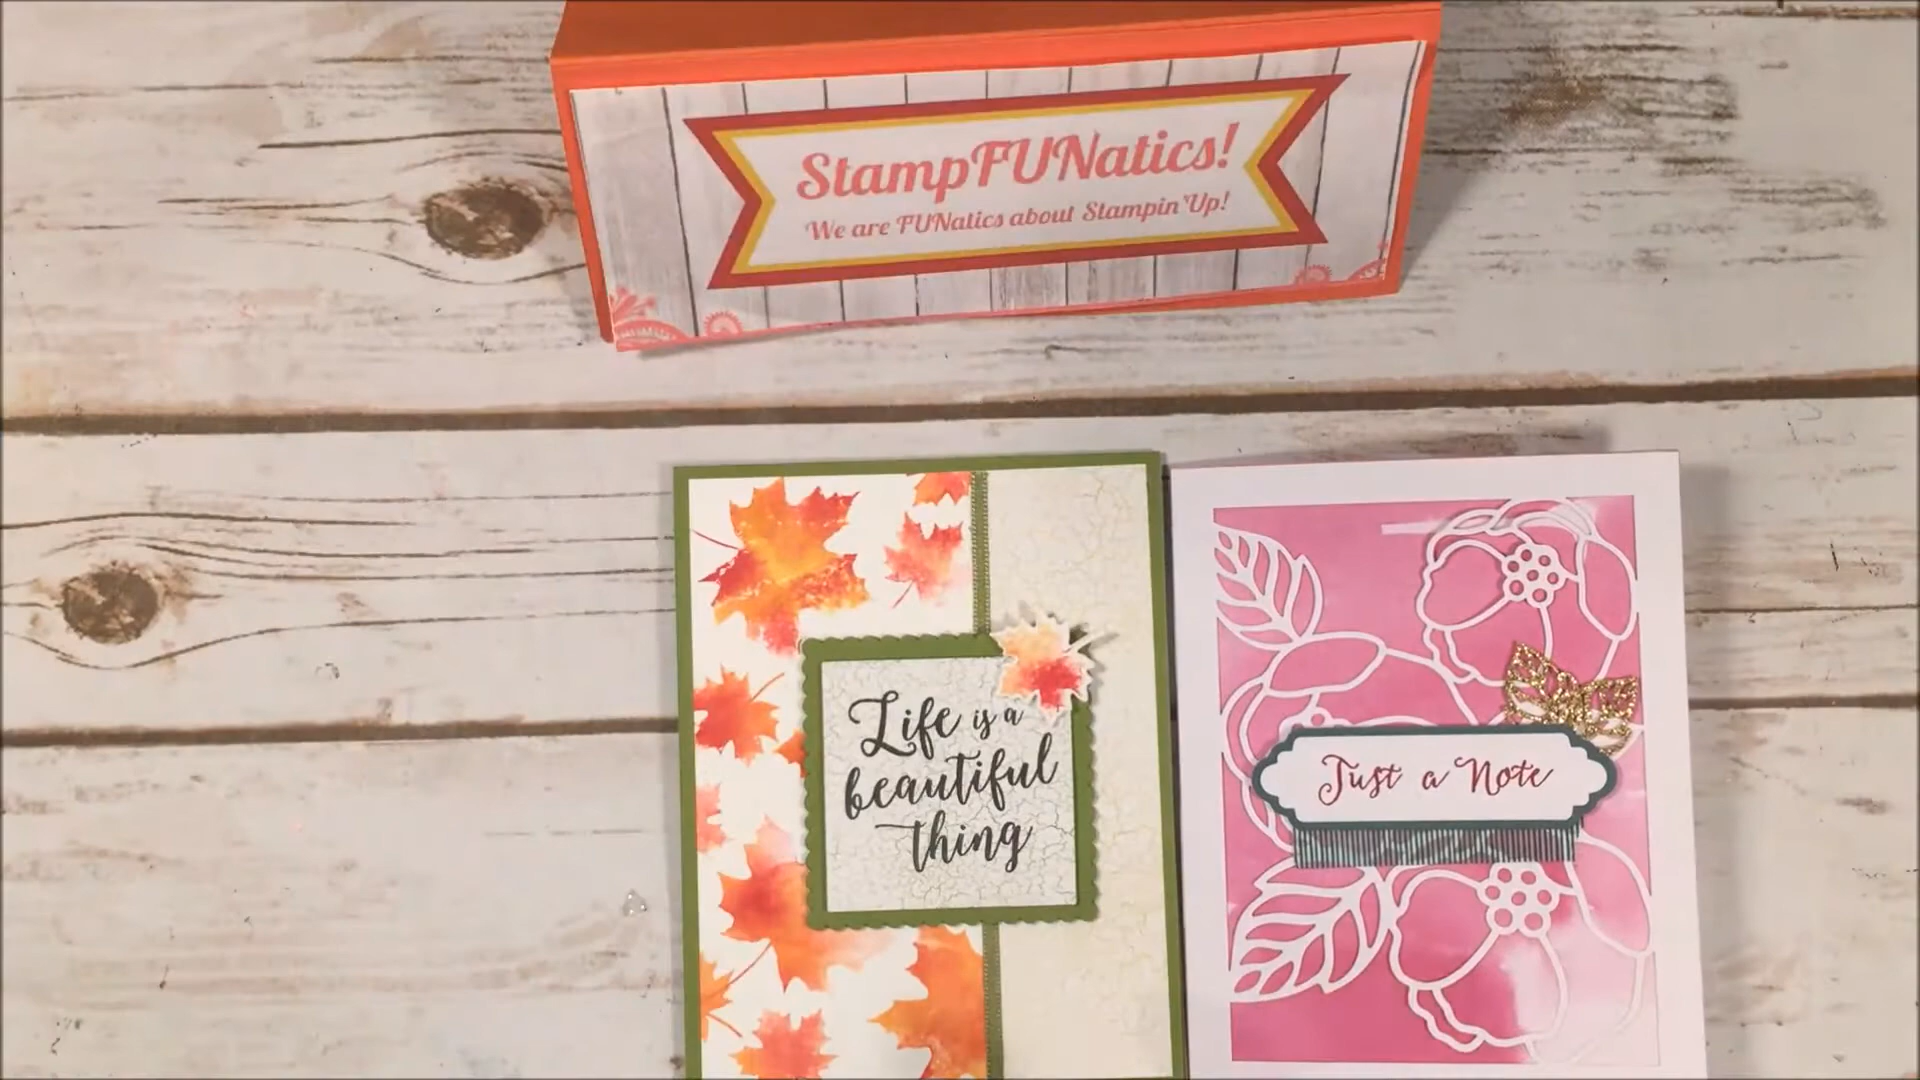 StampFUNatics!
We are FUNatics about Stampin'Up!
Life is a
beautiful
thing
Just a Note